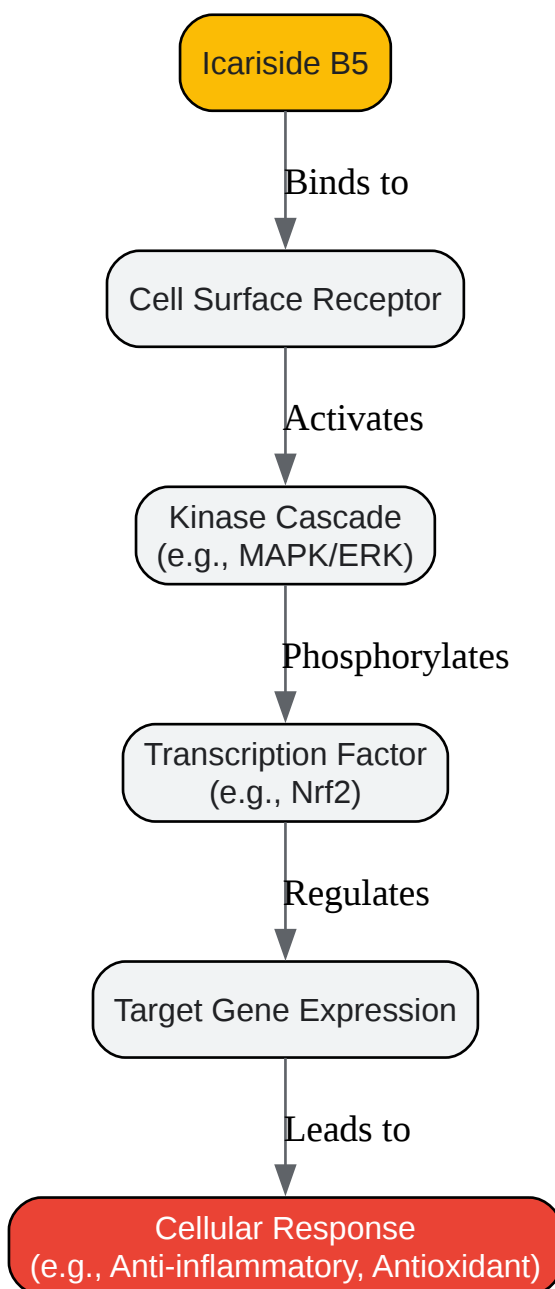 Icariside B5
Binds to
Cell Surface Receptor
Activates
Kinase Cascade
(e.g., MAPK/ERK)
Phosphorylates
Transcription Factor
(e.g., Nrf2)
Regulates
Target Gene Expression
Leads to
Cellular Response
(e.g., Anti-inflammatory, Antioxidant)